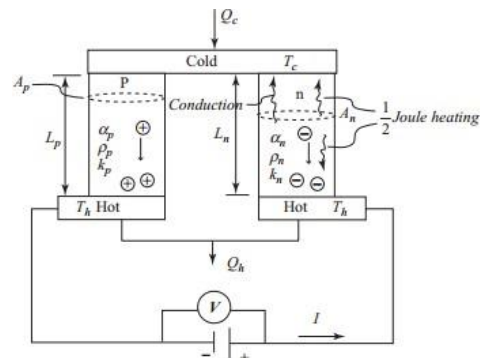 Q_c
Cold T_c
A_p P n
Conduction A_n 1/2 Joule heating
L_p α_p + L_n α_n −
ρ_p ρ_n
k_p + + k_n − −
T_h Hot Hot T_h
Q_h
V
I
− +